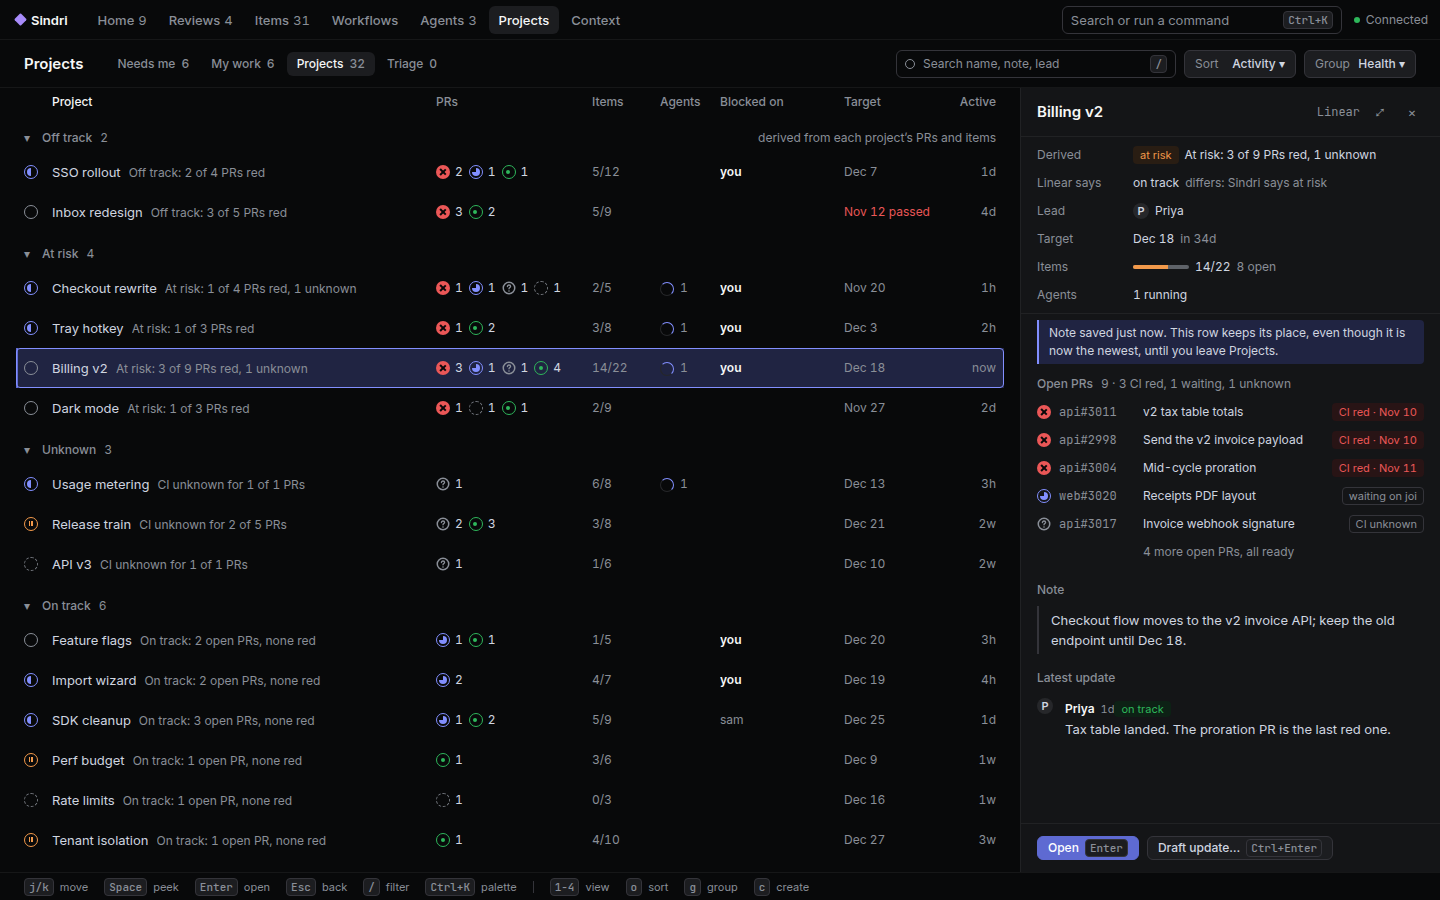 Sindri Home 9 Reviews 4 Items 31 Workflows Agents 3 Projects Context Search or run a command Ctrl+K Connected
Projects Needs me 6 My work 6 Projects 32 Triage 0 Search name, note, lead / Sort Activity ▾ Group Health ▾
Project PRs Items Agents Blocked on Target Active
▾ Off track 2 derived from each project's PRs and items
SSO rollout Off track: 2 of 4 PRs red 2 1 1 5/12 you Dec 7 1d
Inbox redesign Off track: 3 of 5 PRs red 3 2 5/9 Nov 12 passed 4d
▾ At risk 4
Checkout rewrite At risk: 1 of 4 PRs red, 1 unknown 1 1 1 1 2/5 1 you Nov 20 1h
Tray hotkey At risk: 1 of 3 PRs red 1 2 3/8 1 you Dec 3 2h
Billing v2 At risk: 3 of 9 PRs red, 1 unknown 3 1 1 4 14/22 1 you Dec 18 now
Dark mode At risk: 1 of 3 PRs red 1 1 1 2/9 Nov 27 2d
▾ Unknown 3
Usage metering CI unknown for 1 of 1 PRs 1 6/8 1 Dec 13 3h
Release train CI unknown for 2 of 5 PRs 2 3 3/8 Dec 21 2w
API v3 CI unknown for 1 of 1 PRs 1 1/6 Dec 10 2w
▾ On track 6
Feature flags On track: 2 open PRs, none red 1 1 1/5 you Dec 20 3h
Import wizard On track: 2 open PRs, none red 2 4/7 you Dec 19 4h
SDK cleanup On track: 3 open PRs, none red 1 2 5/9 sam Dec 25 1d
Perf budget On track: 1 open PR, none red 1 3/6 Dec 9 1w
Rate limits On track: 1 open PR, none red 1 0/3 Dec 16 1w
Tenant isolation On track: 1 open PR, none red 1 4/10 Dec 27 3w
Billing v2 Linear ⤢ ×
Derived at risk At risk: 3 of 9 PRs red, 1 unknown
Linear says on track differs: Sindri says at risk
Lead P Priya
Target Dec 18 in 34d
Items 14/22 8 open
Agents 1 running
Note saved just now. This row keeps its place, even though it is
now the newest, until you leave Projects.
Open PRs 9 · 3 CI red, 1 waiting, 1 unknown
api#3011 v2 tax table totals CI red · Nov 10
api#2998 Send the v2 invoice payload CI red · Nov 10
api#3004 Mid-cycle proration CI red · Nov 11
web#3020 Receipts PDF layout waiting on joi
api#3017 Invoice webhook signature CI unknown
4 more open PRs, all ready
Note
Checkout flow moves to the v2 invoice API; keep the old
endpoint until Dec 18.
Latest update
P Priya 1d on track
Tax table landed. The proration PR is the last red one.
Open Enter Draft update... Ctrl+Enter
j/k move Space peek Enter open Esc back / filter Ctrl+K palette 1-4 view o sort g group c create